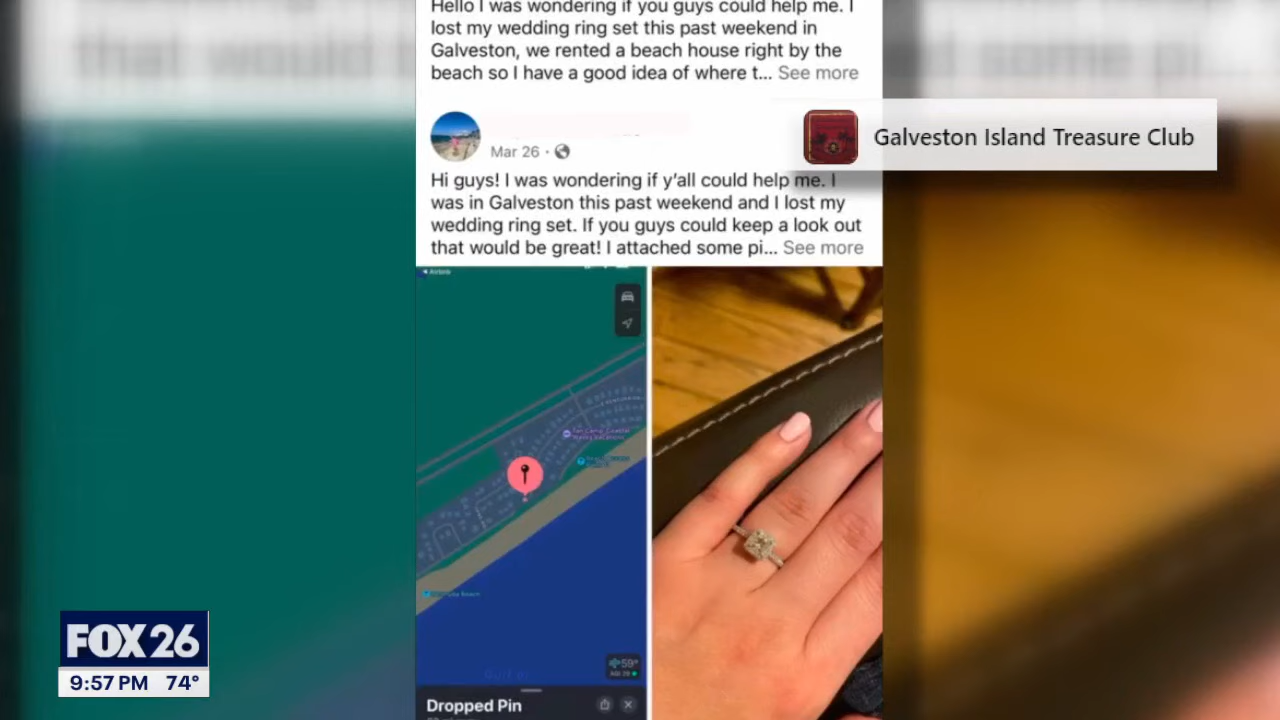 Hello I was wondering if you guys could help me. I
lost my wedding ring set this past weekend in
Galveston, we rented a beach house right by the
beach so I have a good idea of where t... See more
Galveston Island Treasure Club
Mar 26 ·
Hi guys! I was wondering if y'all could help me. I
was in Galveston this past weekend and I lost my
wedding ring set. If you guys could keep a look out
that would be great! I attached some pi... See more
Airbnb
59°
AQI 28
Dropped Pin
FOX 26
9:57 PM 74°